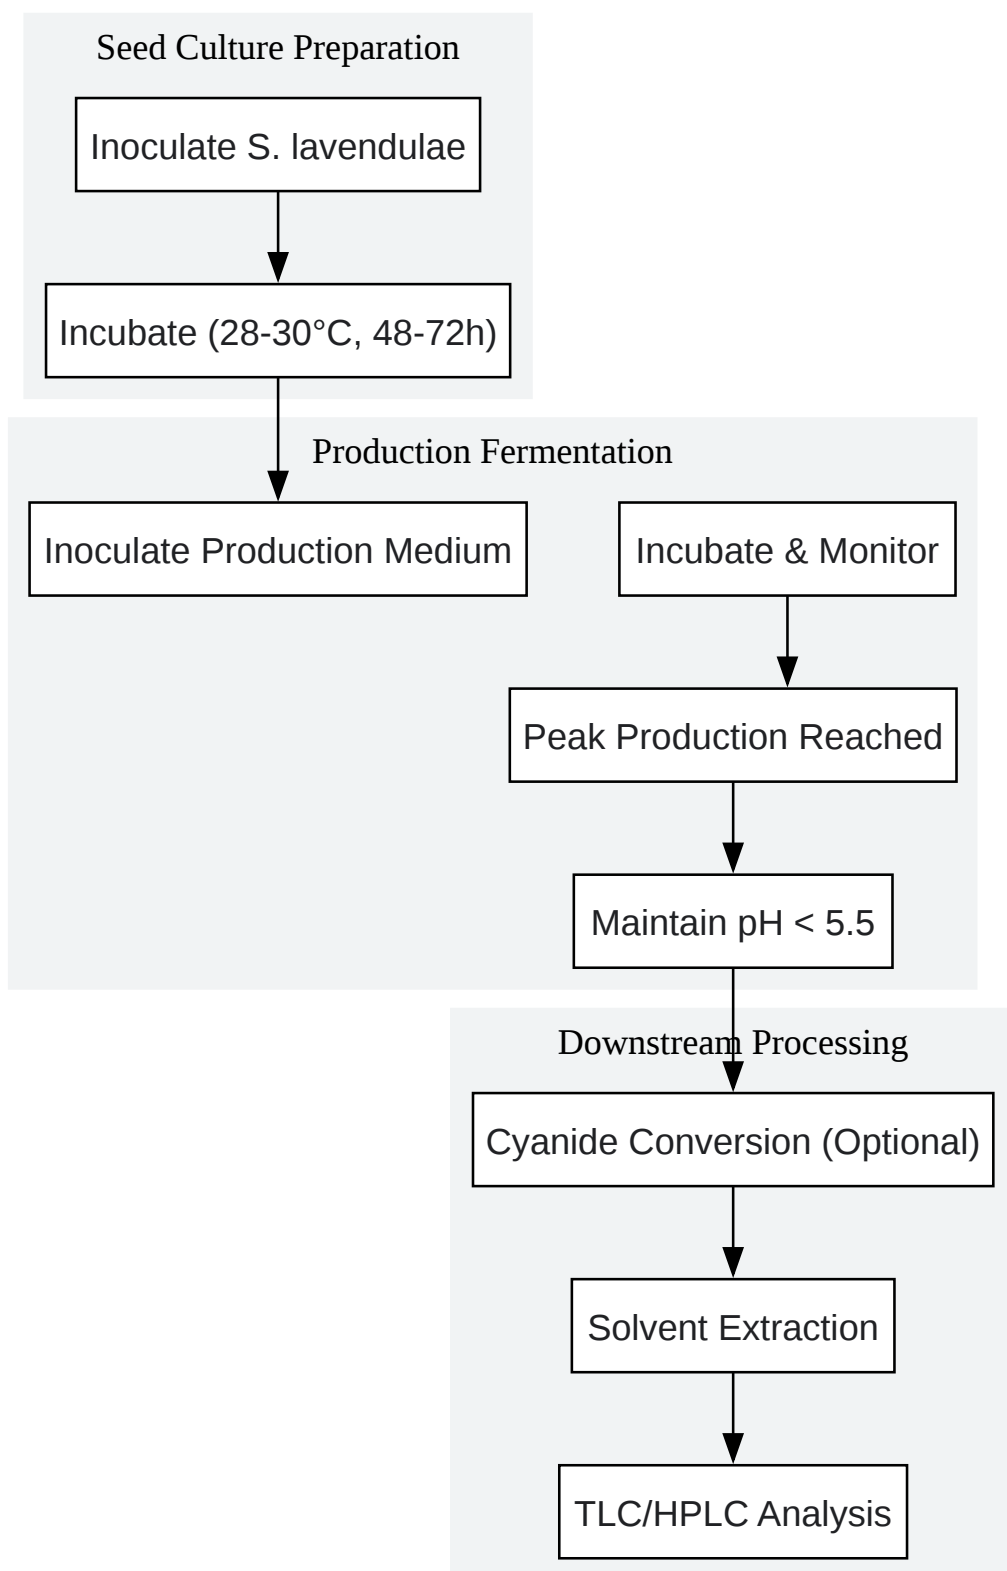 Seed Culture Preparation
Inoculate S. lavendulae
Incubate (28-30°C, 48-72h)
Production Fermentation
Inoculate Production Medium
Incubate & Monitor
Peak Production Reached
Maintain pH < 5.5
Downstream Processing
Cyanide Conversion (Optional)
Solvent Extraction
TLC/HPLC Analysis